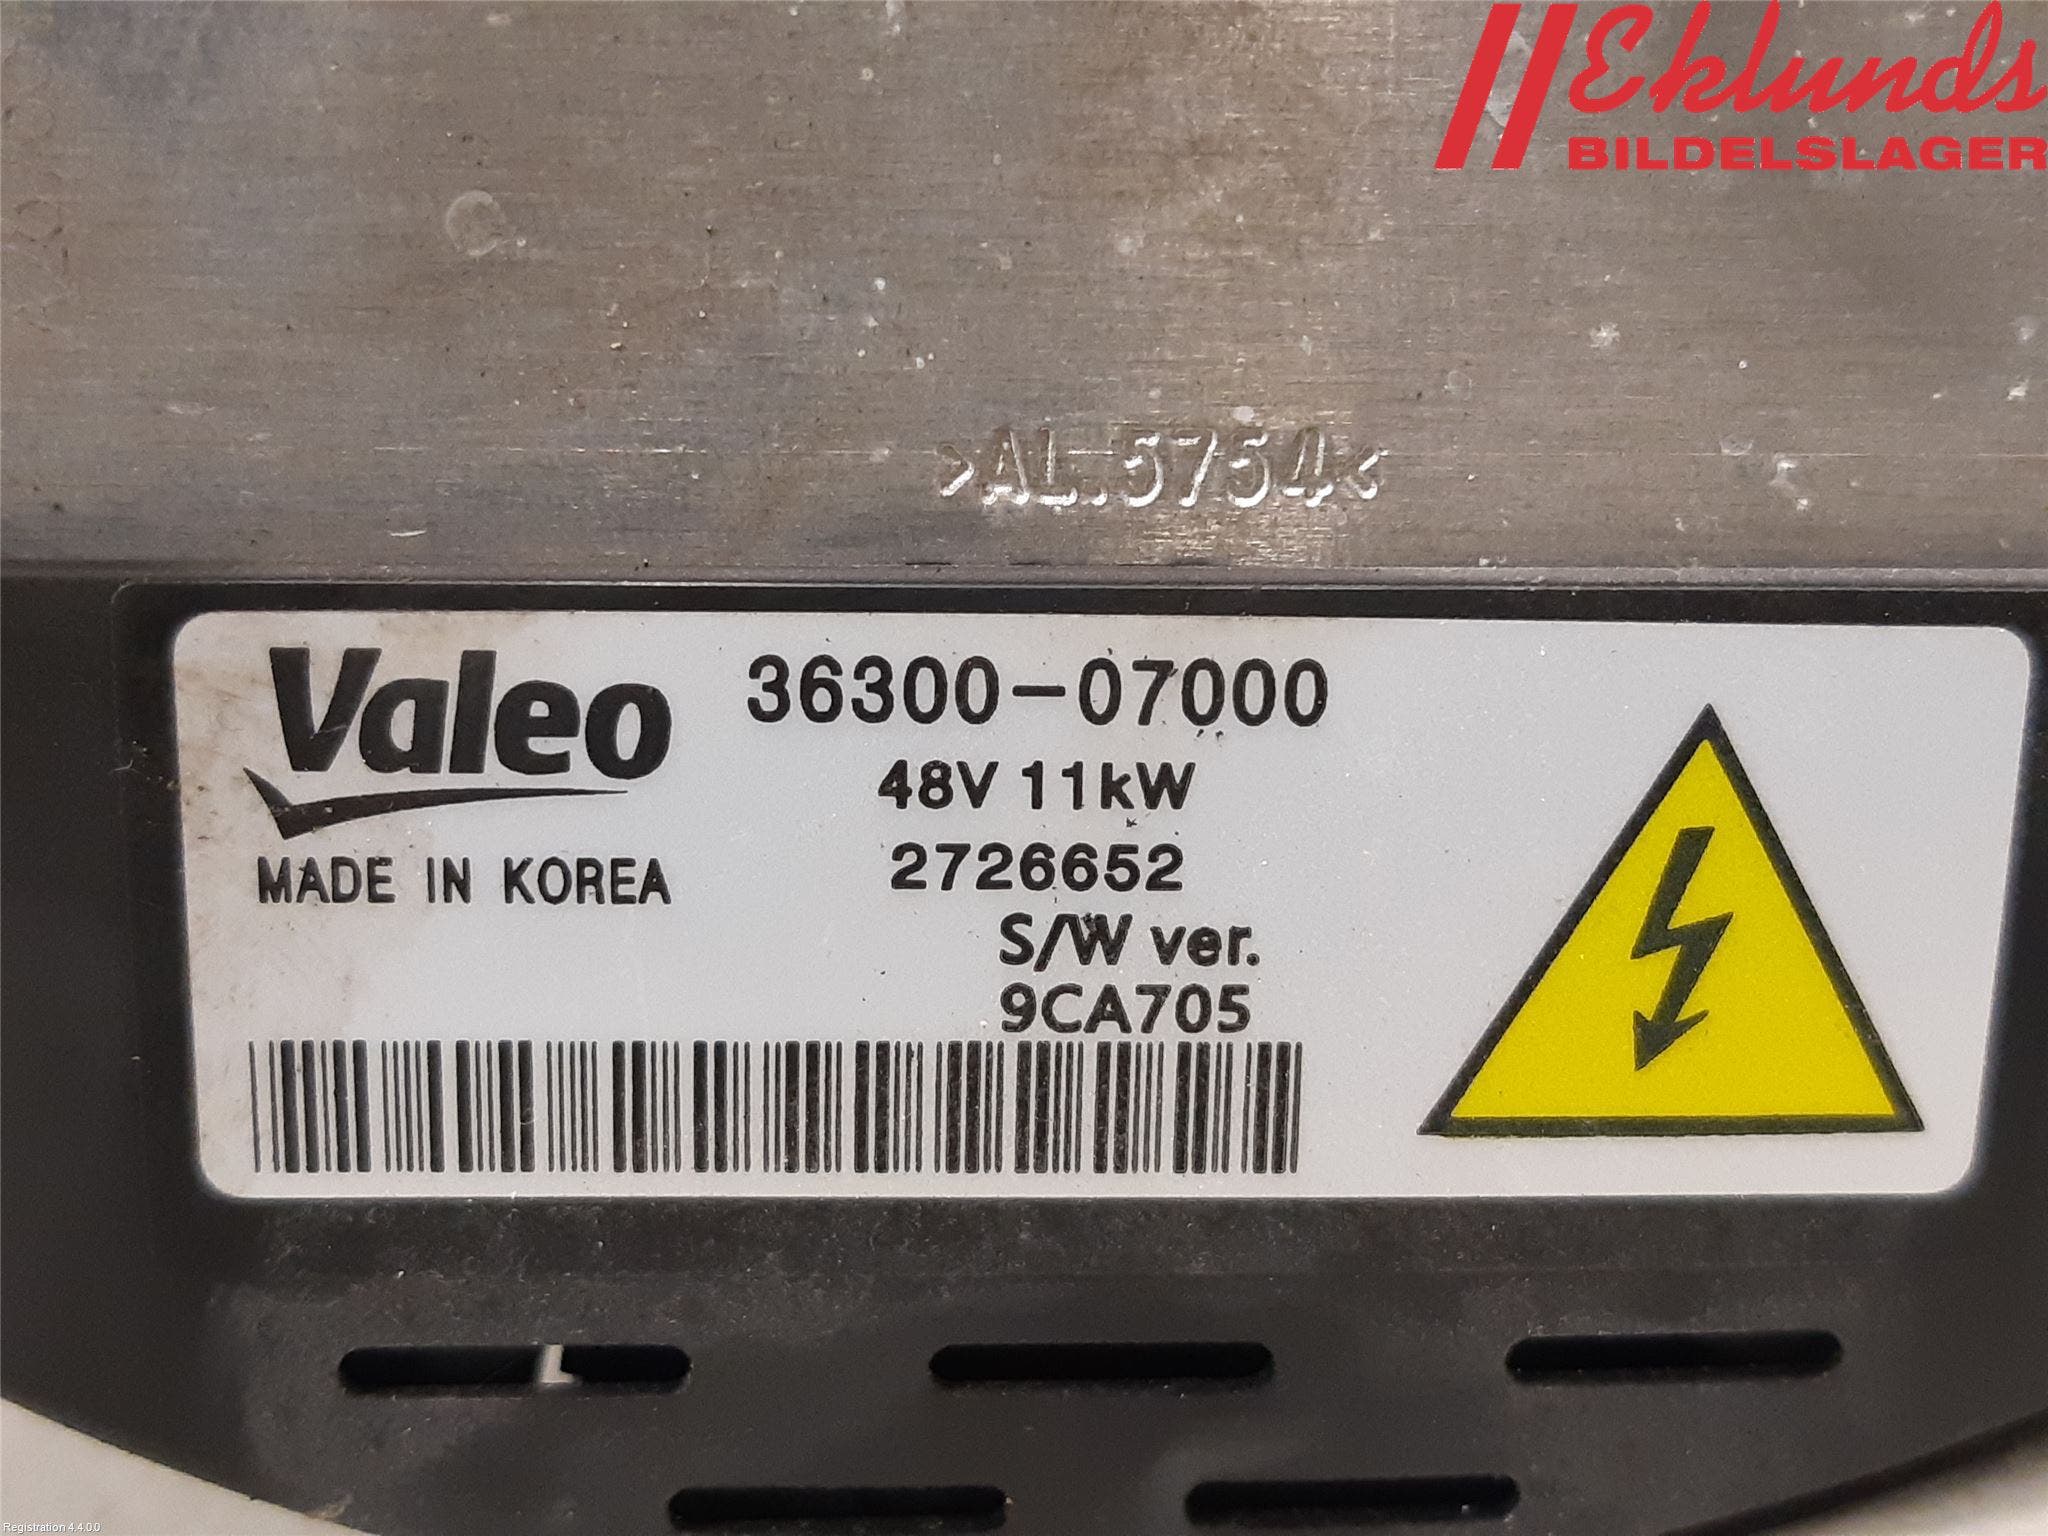 Eklunds
BILDELSLAGER
>AL.5754<
Valeo
MADE IN KOREA
36300-07000
48V 11kW
2726652
S/W ver.
9CA705
Registration 4.4.0.0